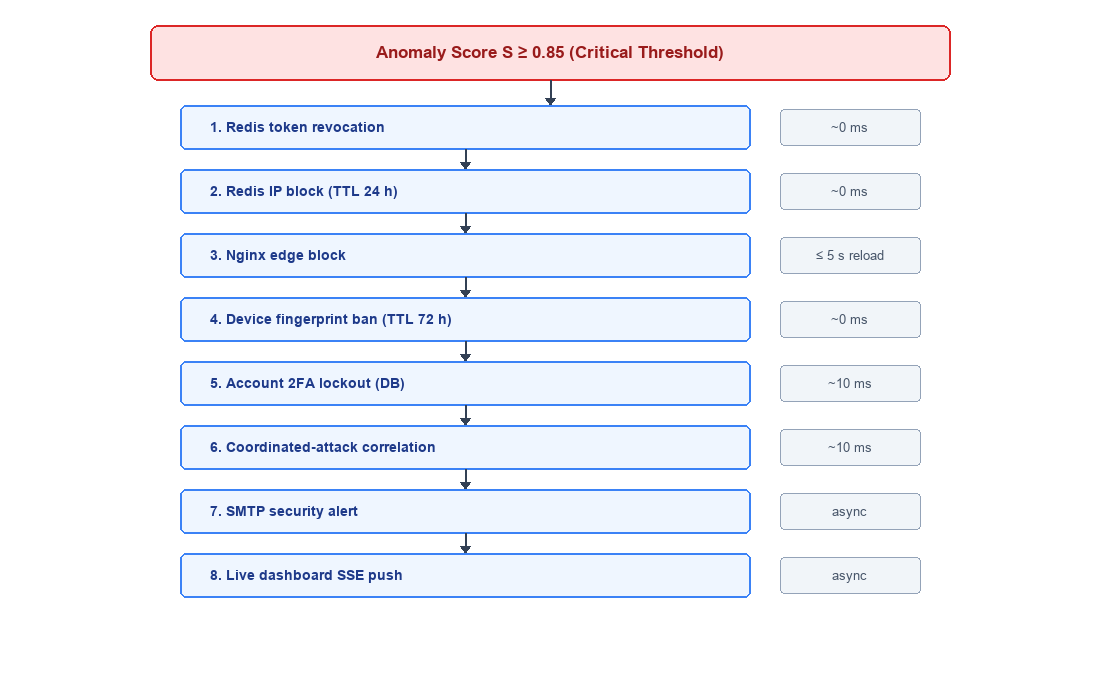 Anomaly Score S ≥ 0.85 (Critical Threshold)
1. Redis token revocation
~0 ms
2. Redis IP block (TTL 24 h)
~0 ms
3. Nginx edge block
≤ 5 s reload
4. Device fingerprint ban (TTL 72 h)
~0 ms
5. Account 2FA lockout (DB)
~10 ms
6. Coordinated-attack correlation
~10 ms
7. SMTP security alert
async
8. Live dashboard SSE push
async